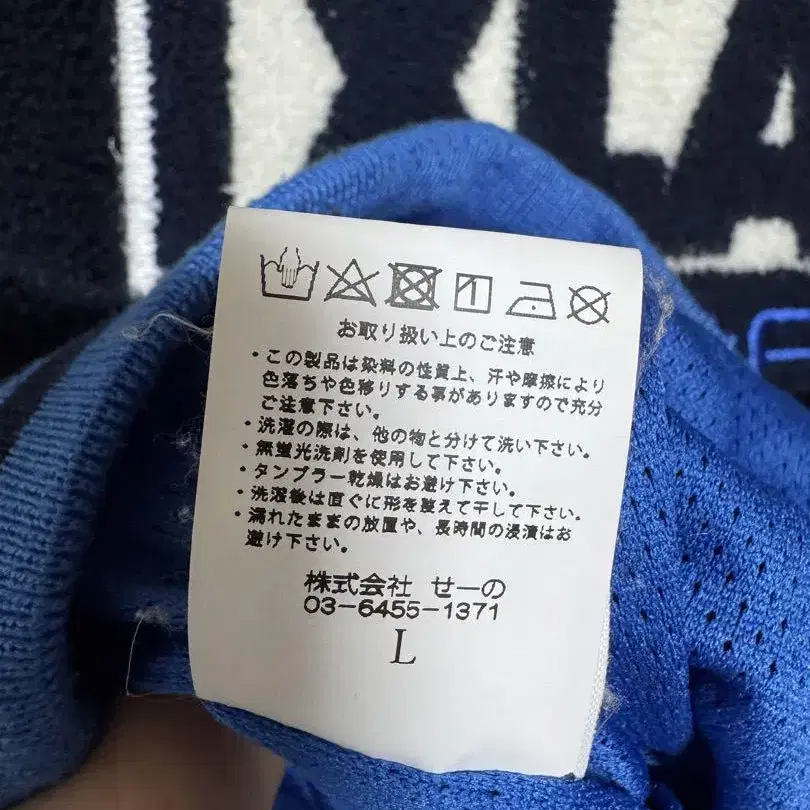 お取り扱い上のご注意
・この製品は染料の性質上、汗や摩擦により
色落ちや色移りする事がありますので充分
ご注意下さい。
・洗濯の際は、他の物と分けて洗い下さい。
・無蛍光洗剤を使用して下さい。
・タンブラー乾燥はお避け下さい。
・洗濯後は直ぐに形を整えて干して下さい。
・濡れたままの放置や、長時間の浸漬はお
避け下さい。
株式会社 せーの
03-6455-1371
L